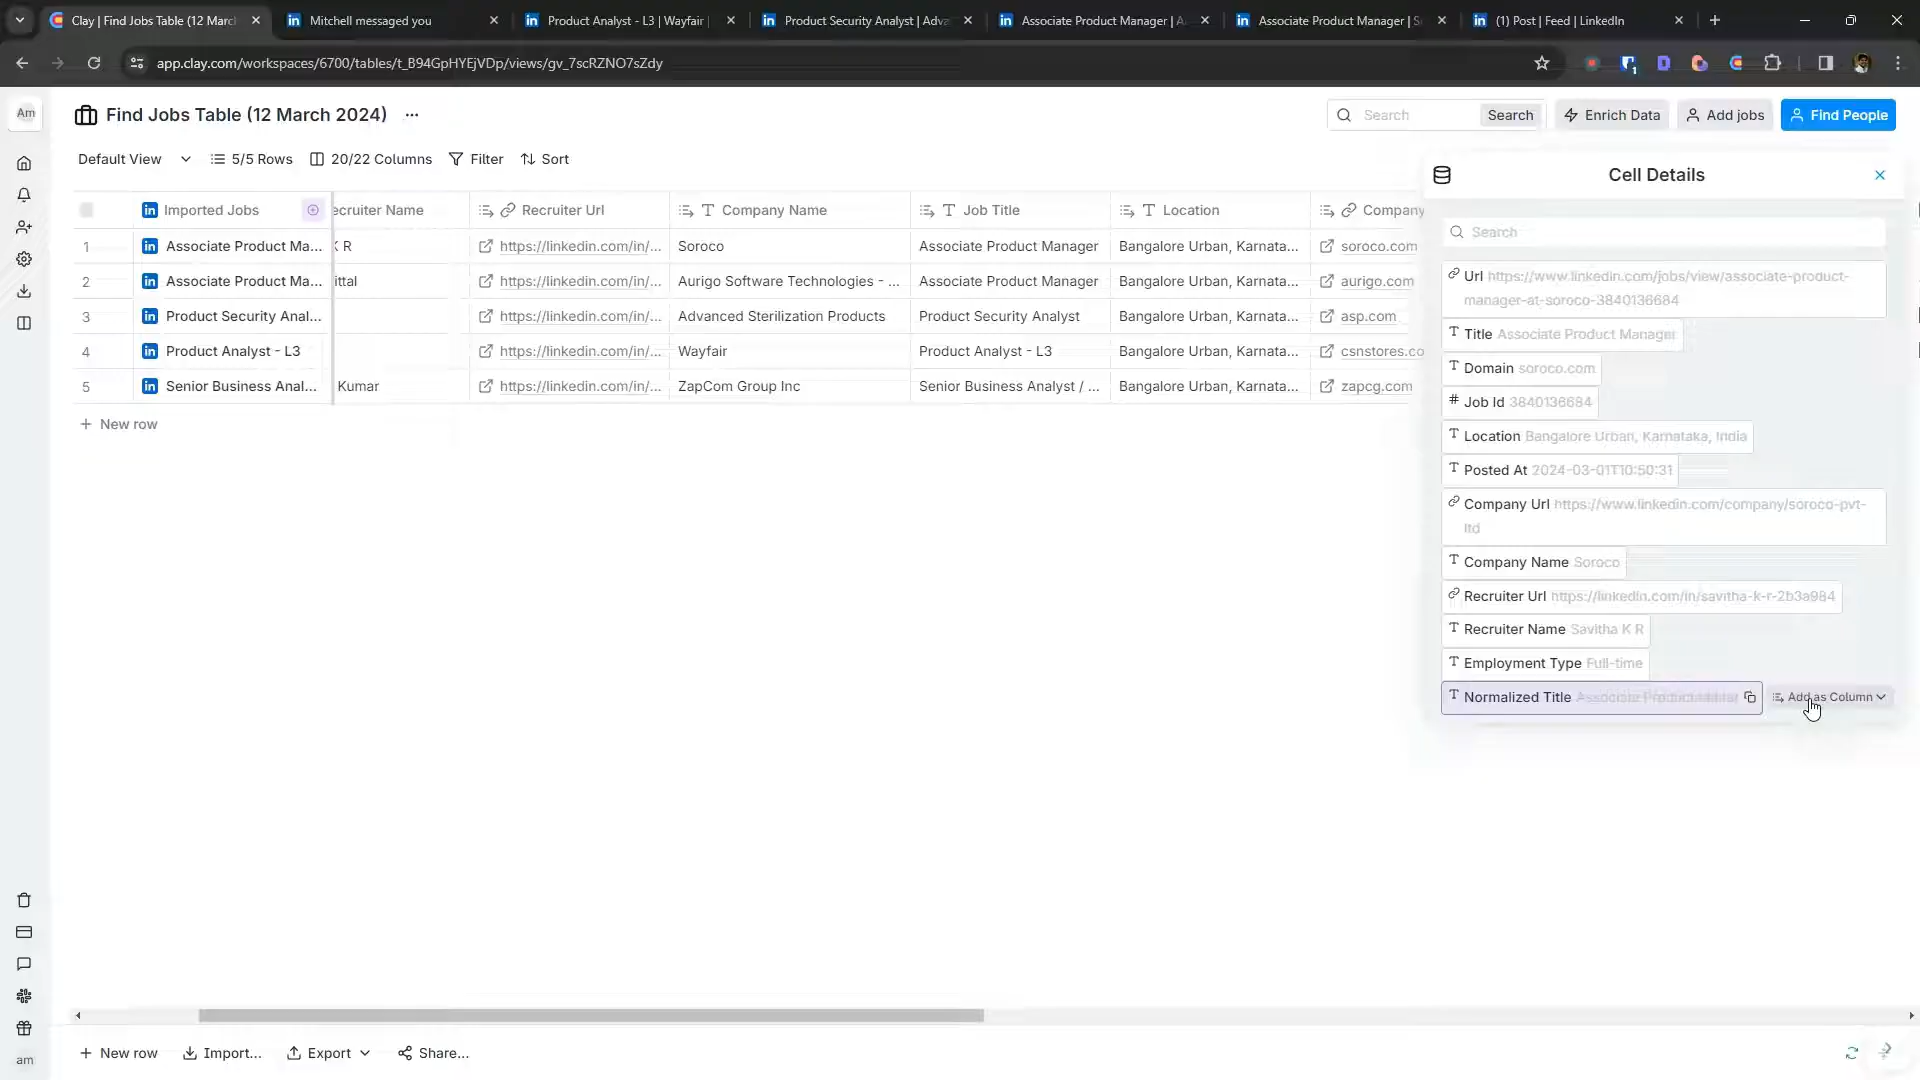 Clay | Find Jobs Table (12 Marc
Mitchell messaged you
Product Analyst - L3 | Wayfair |
Product Security Analyst | Adva
Associate Product Manager | A
Associate Product Manager | S
(1) Post | Feed | LinkedIn
app.clay.com/workspaces/6700/tables/t_B94GpHYEjVDp/views/gv_7scRZNO7sZdy
Am
Find Jobs Table (12 March 2024)
Search
Search
Enrich Data
Add jobs
Find People
Default View
5/5 Rows
20/22 Columns
Filter
Sort
Imported Jobs
ecruiter Name
Recruiter Url
Company Name
Job Title
Location
Company
1 Associate Product Ma... K R https://linkedin.com/in/... Soroco Associate Product Manager Bangalore Urban, Karnata... soroco.com
2 Associate Product Ma... ittal https://linkedin.com/in/... Aurigo Software Technologies - ... Associate Product Manager Bangalore Urban, Karnata... aurigo.com
3 Product Security Anal... https://linkedin.com/in/... Advanced Sterilization Products Product Security Analyst Bangalore Urban, Karnata... asp.com
4 Product Analyst - L3 https://linkedin.com/in/... Wayfair Product Analyst - L3 Bangalore Urban, Karnata... csnstores.co
5 Senior Business Anal... Kumar https://linkedin.com/in/... ZapCom Group Inc Senior Business Analyst / ... Bangalore Urban, Karnata... zapcg.com
+ New row
Cell Details
Search
Url https://www.linkedin.com/jobs/view/associate-product-
manager-at-soroco-3840136684
Title Associate Product Manager
Domain soroco.com
# Job Id 3840136684
Location Bangalore Urban, Karnataka, India
Posted At 2024-03-01T10:50:31
Company Url https://www.linkedin.com/company/soroco-pvt-
ltd
Company Name Soroco
Recruiter Url https://linkedin.com/in/savitha-k-r-2b3a984
Recruiter Name Savitha K R
Employment Type Full-time
Normalized Title Associate Product
Add as Column
+ New row
Import...
Export
Share...
am